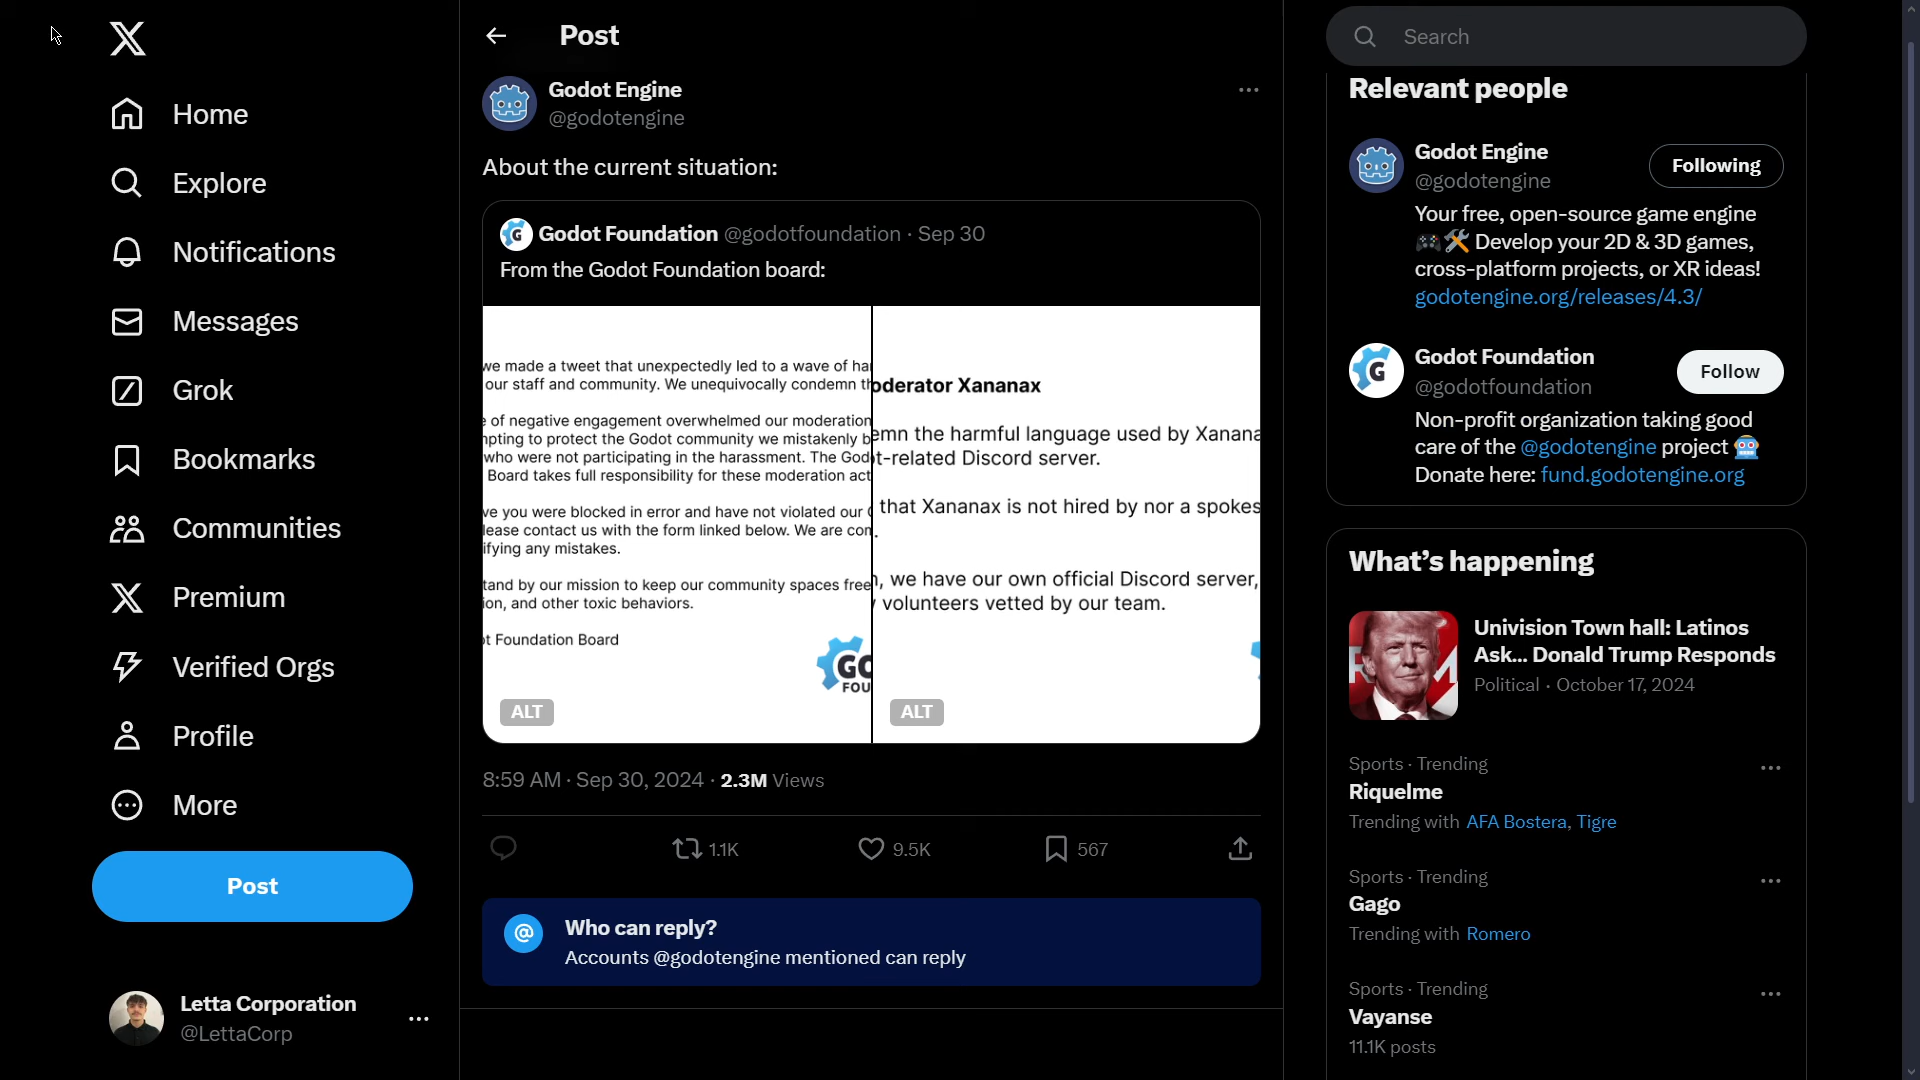 Home
Explore
Notifications
Messages
Grok
Bookmarks
Communities
Premium
Verified Orgs
Profile
More
Post
Letta Corporation
@LettaCorp
Post
Godot Engine
@godotengine
About the current situation:
Godot Foundation @godotfoundation · Sep 30
From the Godot Foundation board:
we made a tweet that unexpectedly led to a wave of har
our staff and community. We unequivocally condemn th
of negative engagement overwhelmed our moderation
pting to protect the Godot community we mistakenly b
who were not participating in the harassment. The God
Board takes full responsibility for these moderation act
ve you were blocked in error and have not violated our
lease contact us with the form linked below. We are con
ifying any mistakes.
tand by our mission to keep our community spaces free
ion, and other toxic behaviors.
t Foundation Board
GO
FOU
ALT
oderator Xananax
emn the harmful language used by Xanana
t-related Discord server.
that Xananax is not hired by nor a spokes
.
n, we have our own official Discord server,
volunteers vetted by our team.
ALT
8:59 AM · Sep 30, 2024 · 2.3M Views
1.1K
9.5K
567
@
Who can reply?
Accounts @godotengine mentioned can reply
Search
Relevant people
Godot Engine
@godotengine
Following
Your free, open-source game engine
🎮🛠️ Develop your 2D & 3D games,
cross-platform projects, or XR ideas!
godotengine.org/releases/4.3/
Godot Foundation
@godotfoundation
Follow
Non-profit organization taking good
care of the @godotengine project 🤖
Donate here: fund.godotengine.org
What's happening
Univision Town hall: Latinos
Ask... Donald Trump Responds
Political · October 17, 2024
Sports · Trending
Riquelme
Trending with AFA Bostera, Tigre
Sports · Trending
Gago
Trending with Romero
Sports · Trending
Vayanse
11.1K posts